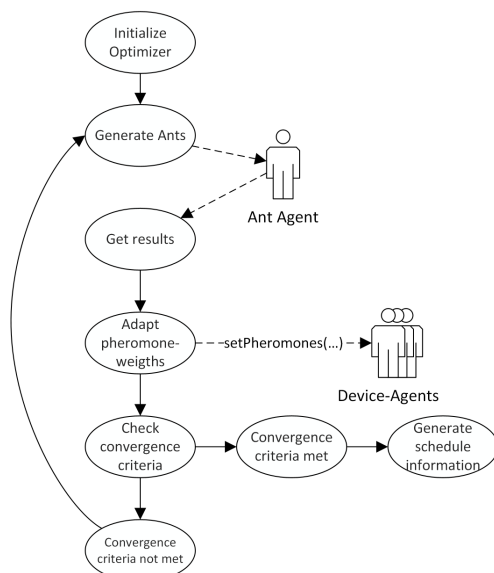 Initialize
Optimizer
Generate Ants
Ant Agent
Get results
Adapt
pheromone-
weigths
setPheromones(...)
Device-Agents
Check
convergence
criteria
Convergence
criteria met
Generate
schedule
information
Convergence
criteria not met